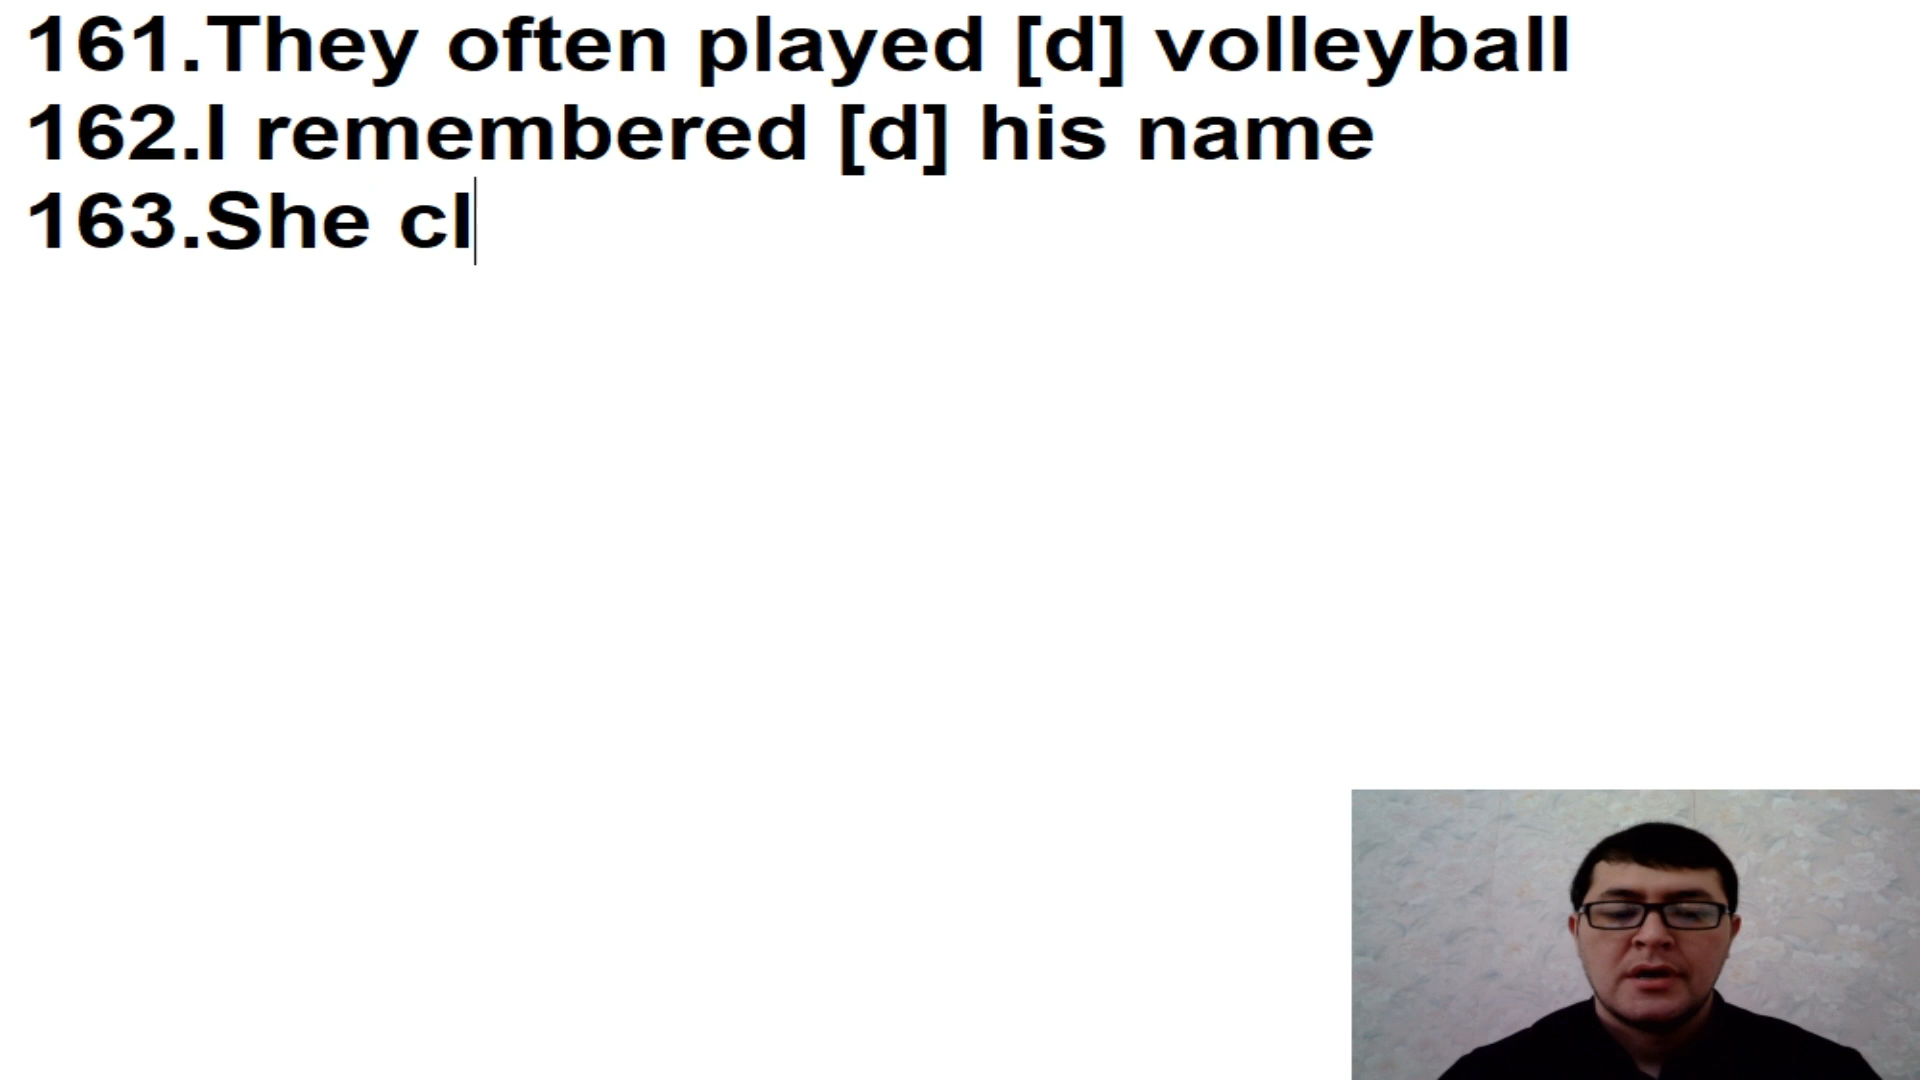 161.They often played [d] volleyball
162.I remembered [d] his name
163.She cl